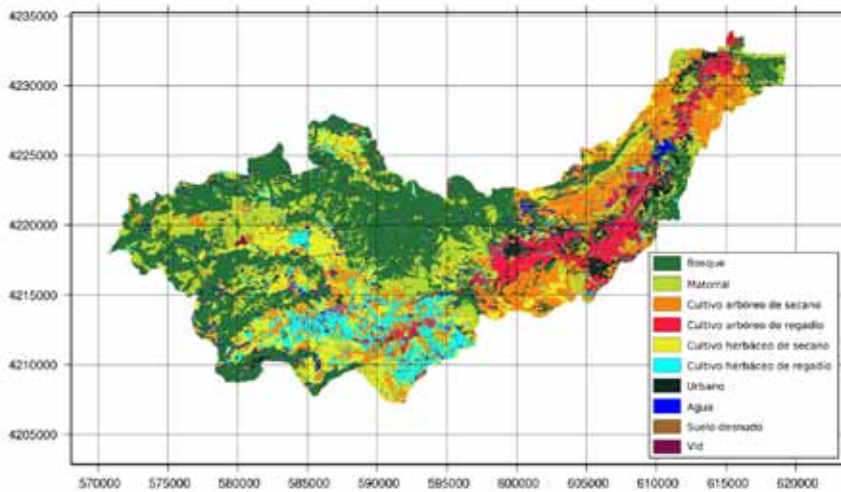 4235000
4230000
4225000
4220000
4215000
4210000
4205000
Bosque
Matorral
Cultivo arbóreo de secano
Cultivo arbóreo de regadío
Cultivo herbáceo de secano
Cultivo herbáceo de regadío
Urbano
Agua
Suelo desnudo
Vid
570000 575000 580000 585000 590000 595000 600000 605000 610000 615000 620000